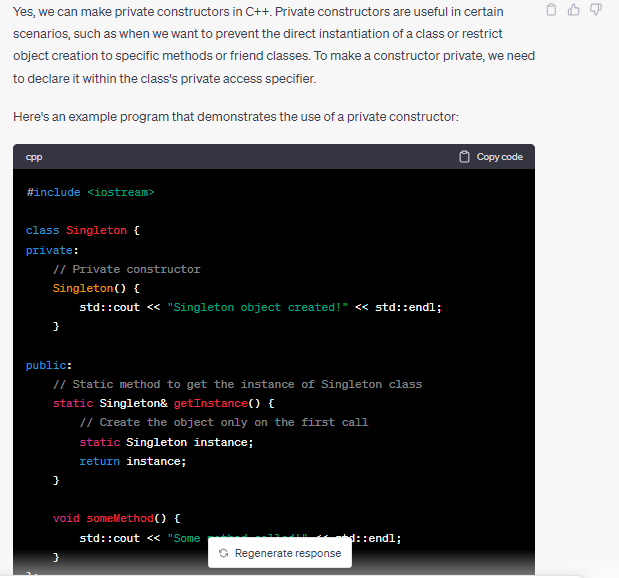 Yes, we can make private constructors in C++. Private constructors are useful in certain
scenarios, such as when we want to prevent the direct instantiation of a class or restrict
object creation to specific methods or friend classes. To make a constructor private, we need
to declare it within the class's private access specifier.
Here's an example program that demonstrates the use of a private constructor:
cpp Copy code
#include <iostream>
class Singleton {
private:
// Private constructor
Singleton() {
std::cout << "Singleton object created!" << std::endl;
}
public:
// Static method to get the instance of Singleton class
static Singleton& getInstance() {
// Create the object only on the first call
static Singleton instance;
return instance;
}
void someMethod() {
std::cout << "Some
Regenerate response
}